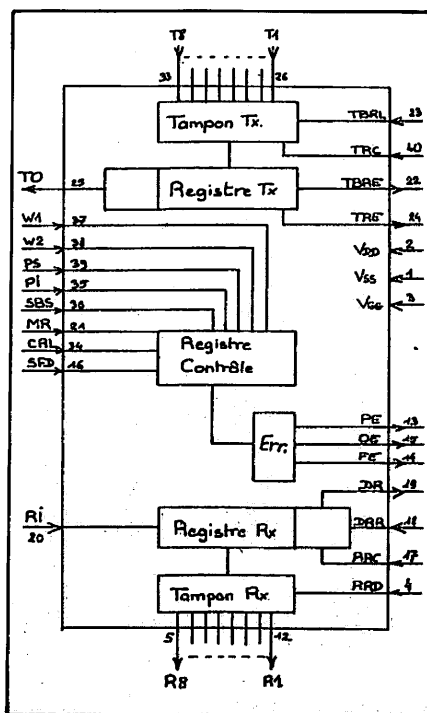 T8 T1
33 26
Tampon Tx.
TBRL 23
TRC 40
TO 25
Registre Tx
TBRE 22
TRE 24
W1 37
W2 38
PS 39
Pi 35
SBS 36
MR 21
CRL 34
SFD 16
VDD 2
VSS 1
VGG 3
Registre
Contrôle
Err.
PE 13
OE 15
FE 14
DR 19
Ri
20
Registre Rx
DRR 18
RRC 17
Tampon Rx.
RRD 4
5 12
R8 R1